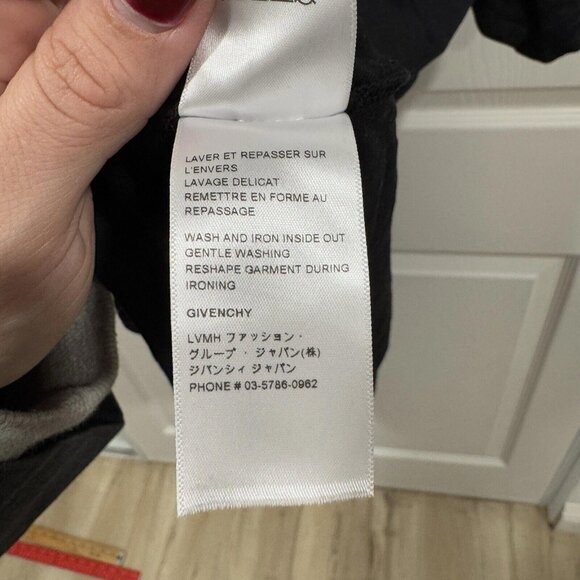 LAVER ET REPASSER SUR
L'ENVERS
LAVAGE DELICAT
REMETTRE EN FORME AU
REPASSAGE
WASH AND IRON INSIDE OUT
GENTLE WASHING
RESHAPE GARMENT DURING
IRONING
GIVENCHY
LVMH ファッション・
グループ・ジャパン(株)
ジバンシィ ジャパン
PHONE # 03-5786-0962